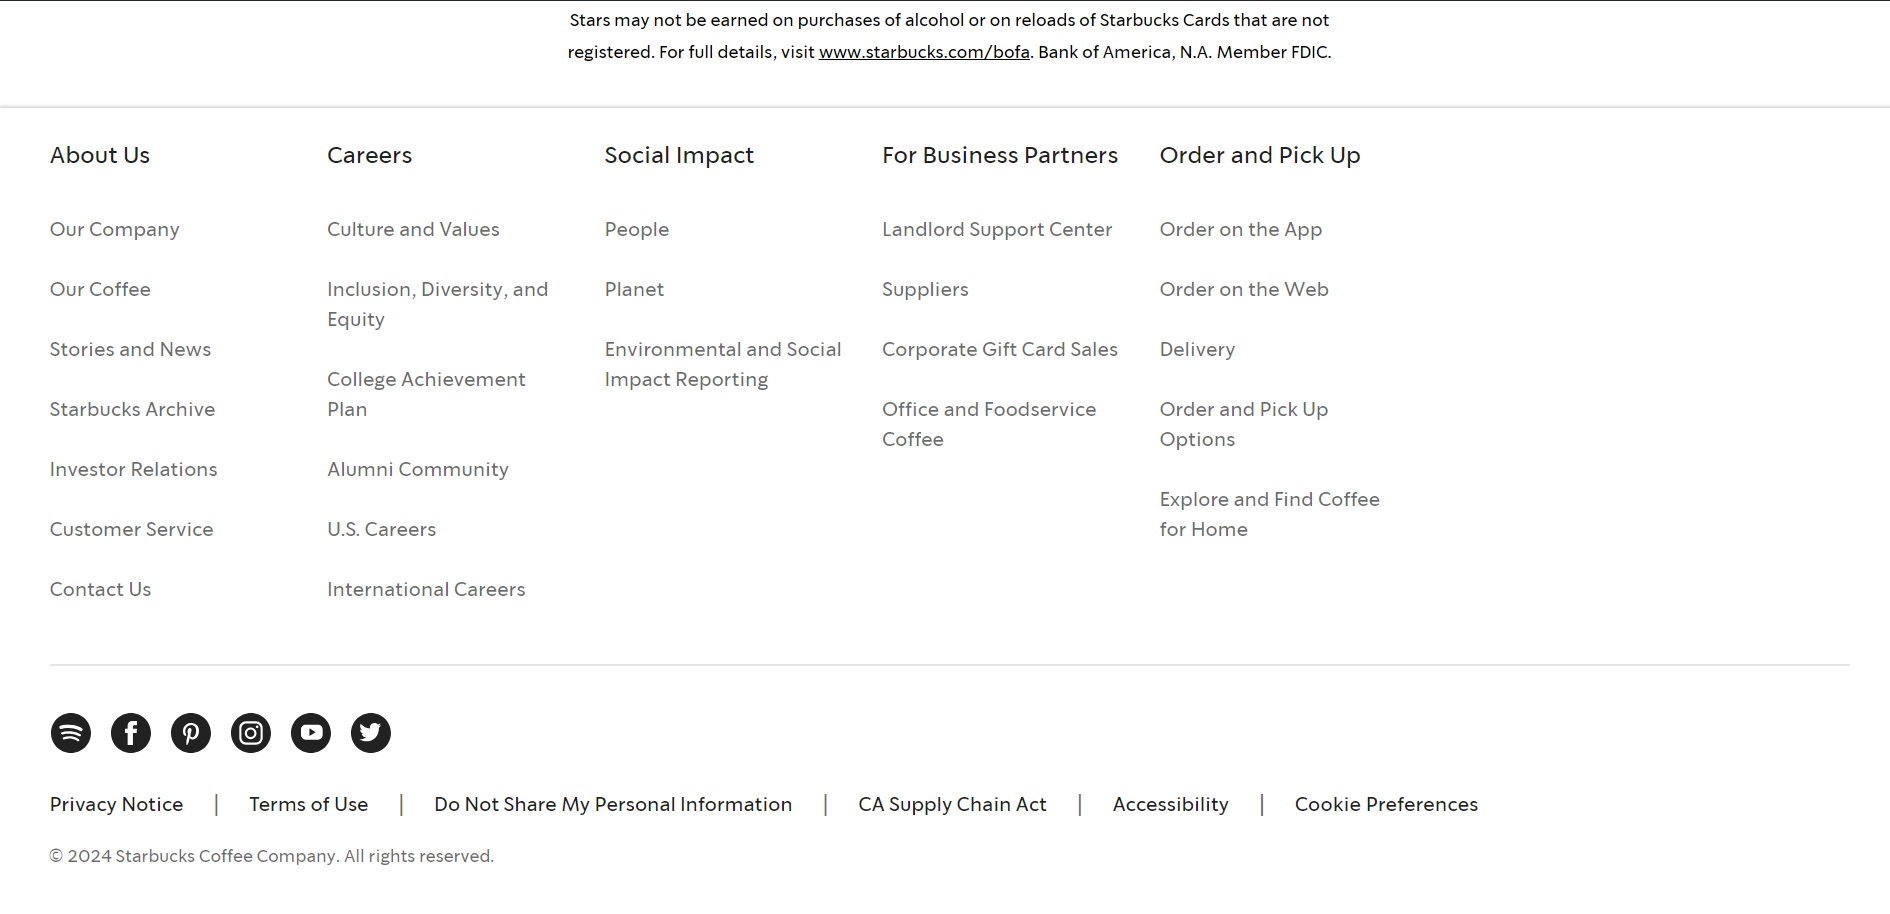 Stars may not be earned on purchases of alcohol or on reloads of Starbucks Cards that are not
registered. For full details, visit www.starbucks.com/bofa. Bank of America, N.A. Member FDIC.
About Us
Our Company
Our Coffee
Stories and News
Starbucks Archive
Investor Relations
Customer Service
Contact Us
Careers
Culture and Values
Inclusion, Diversity, and
Equity
College Achievement
Plan
Alumni Community
U.S. Careers
International Careers
Social Impact
People
Planet
Environmental and Social
Impact Reporting
For Business Partners
Landlord Support Center
Suppliers
Corporate Gift Card Sales
Office and Foodservice
Coffee
Order and Pick Up
Order on the App
Order on the Web
Delivery
Order and Pick Up
Options
Explore and Find Coffee
for Home
Privacy Notice | Terms of Use | Do Not Share My Personal Information | CA Supply Chain Act | Accessibility | Cookie Preferences
© 2024 Starbucks Coffee Company. All rights reserved.